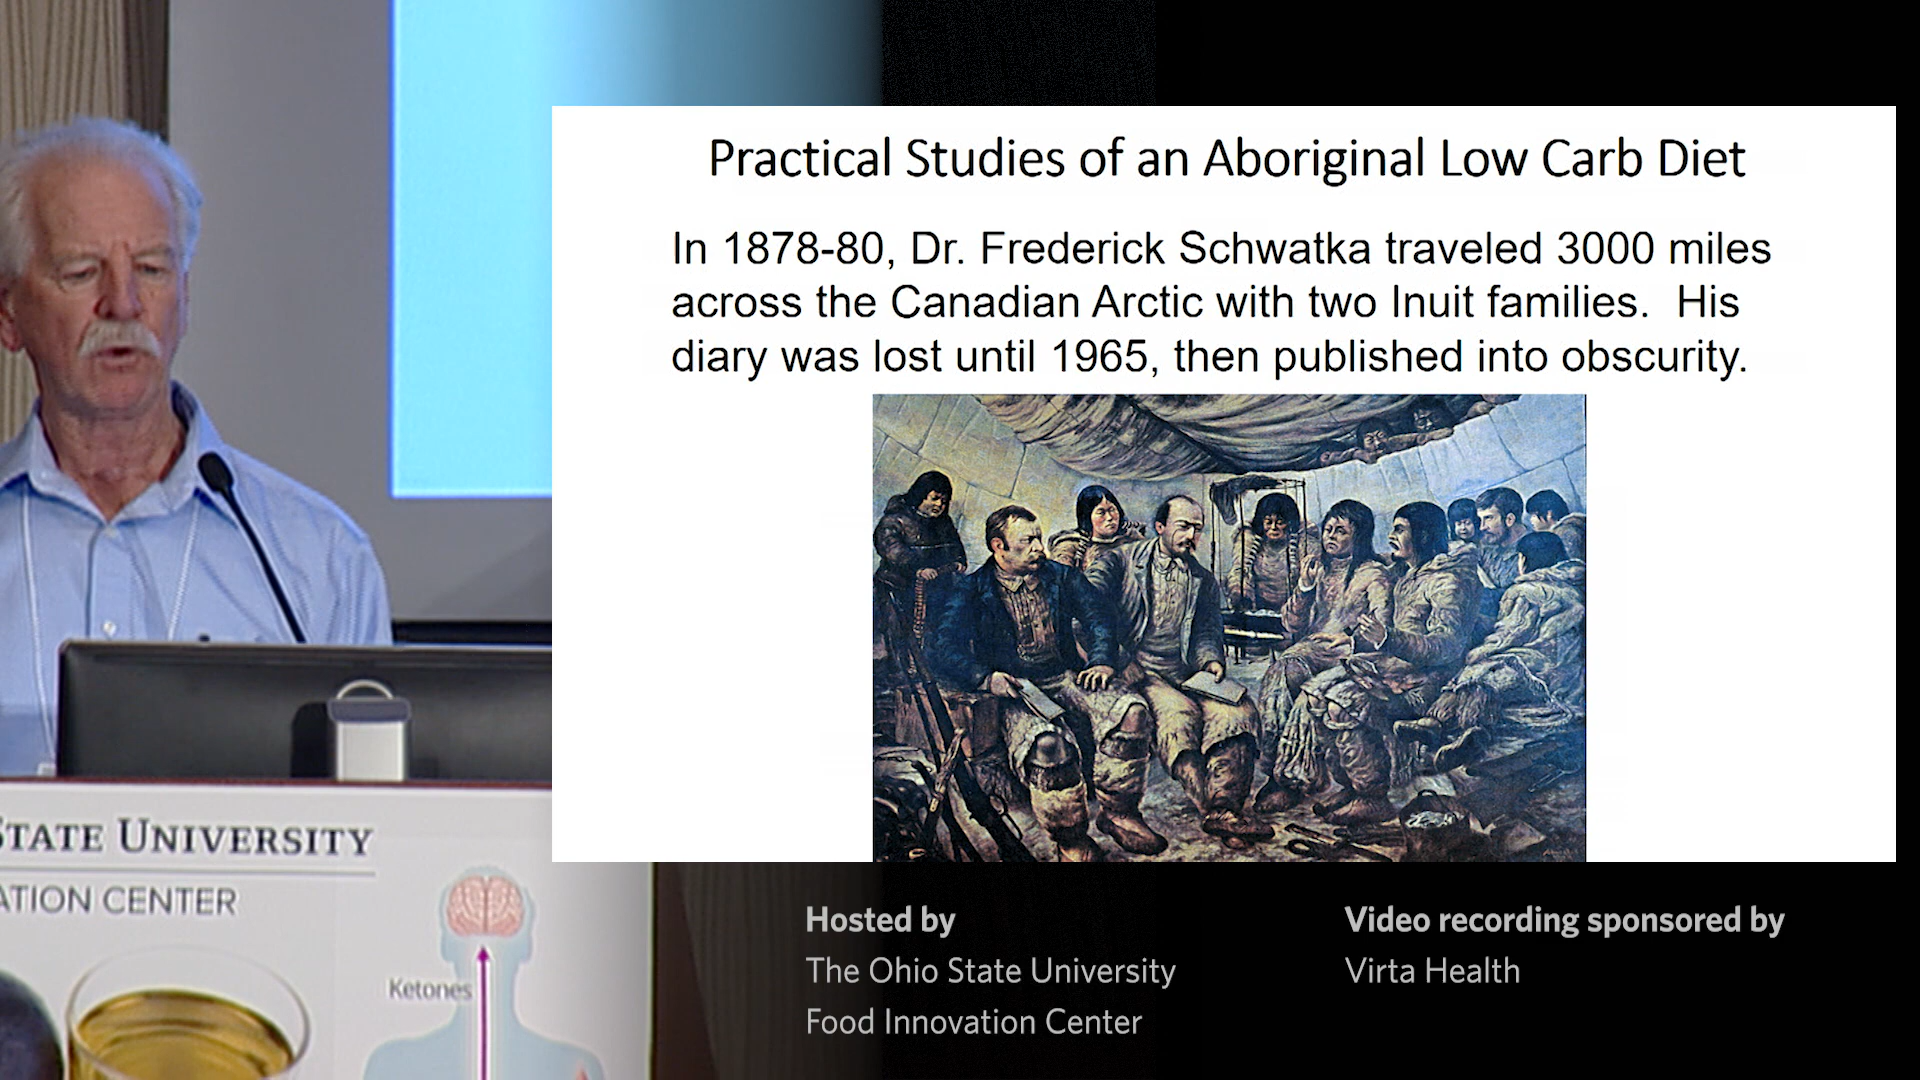 Practical Studies of an Aboriginal Low Carb Diet
In 1878-80, Dr. Frederick Schwatka traveled 3000 miles
across the Canadian Arctic with two Inuit families. His
diary was lost until 1965, then published into obscurity.
STATE UNIVERSITY
ATION CENTER
Ketones
Hosted by
The Ohio State University
Food Innovation Center
Video recording sponsored by
Virta Health